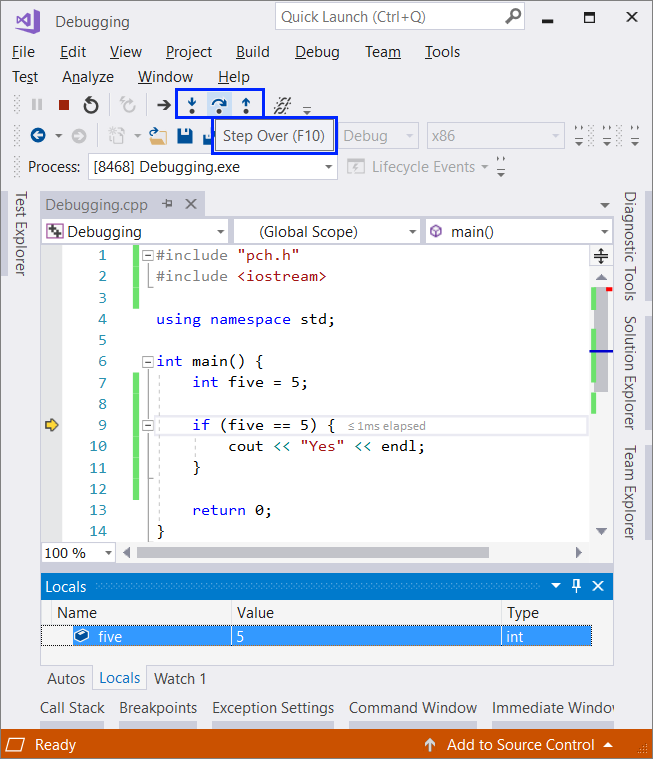 Debugging
Quick Launch (Ctrl+Q)
File Edit View Project Build Debug Team Tools
Test Analyze Window Help
Step Over (F10) Debug x86
Process: [8468] Debugging.exe Lifecycle Events
Test Explorer
Debugging.cpp
Debugging (Global Scope) main()
1 #include "pch.h"
2 #include <iostream>
3
4 using namespace std;
5
6 int main() {
7 int five = 5;
8
9 if (five == 5) { ≤ 1ms elapsed
10 cout << "Yes" << endl;
11 }
12
13 return 0;
14 }
100 %
Diagnostic Tools
Solution Explorer
Team Explorer
Locals
Name Value Type
five 5 int
Autos Locals Watch 1
Call Stack Breakpoints Exception Settings Command Window Immediate Windo
Ready Add to Source Control